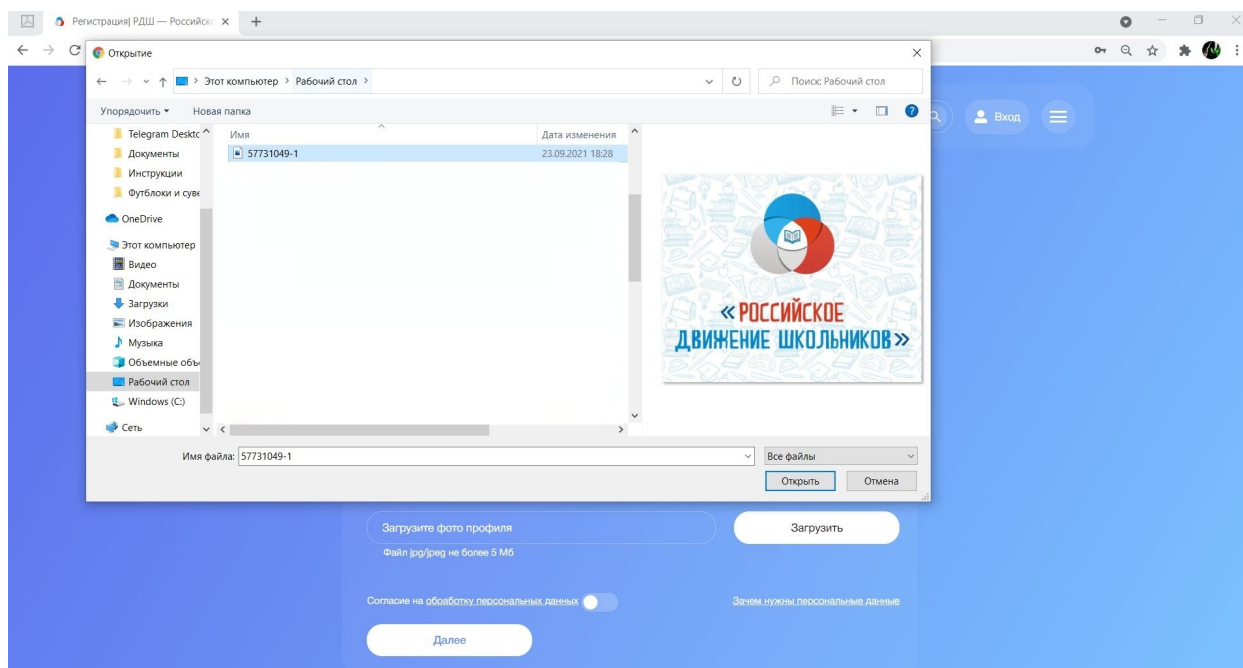 Регистрация| РДШ — Российско
Открытие
Этот компьютер > Рабочий стол >
Поиск: Рабочий стол
Упорядочить
Новая папка
Вход
Telegram Deskto
Имя
Дата изменения
Документы
57731049-1
23.09.2021 18:28
Инструкции
Футблоки и суве
OneDrive
Этот компьютер
Видео
Документы
Загрузки
Изображения
Музыка
Объемные объ
Рабочий стол
Windows (C:)
Сеть
« РОССИЙСКОЕ
ДВИЖЕНИЕ ШКОЛЬНИКОВ »
Имя файла:
57731049-1
Все файлы
Открыть
Отмена
Загрузите фото профиля
Загрузить
Файл jpg/jpeg не более 5 Мб
Согласие на обработку персональных данных
Зачем нужны персональные данные
Далее